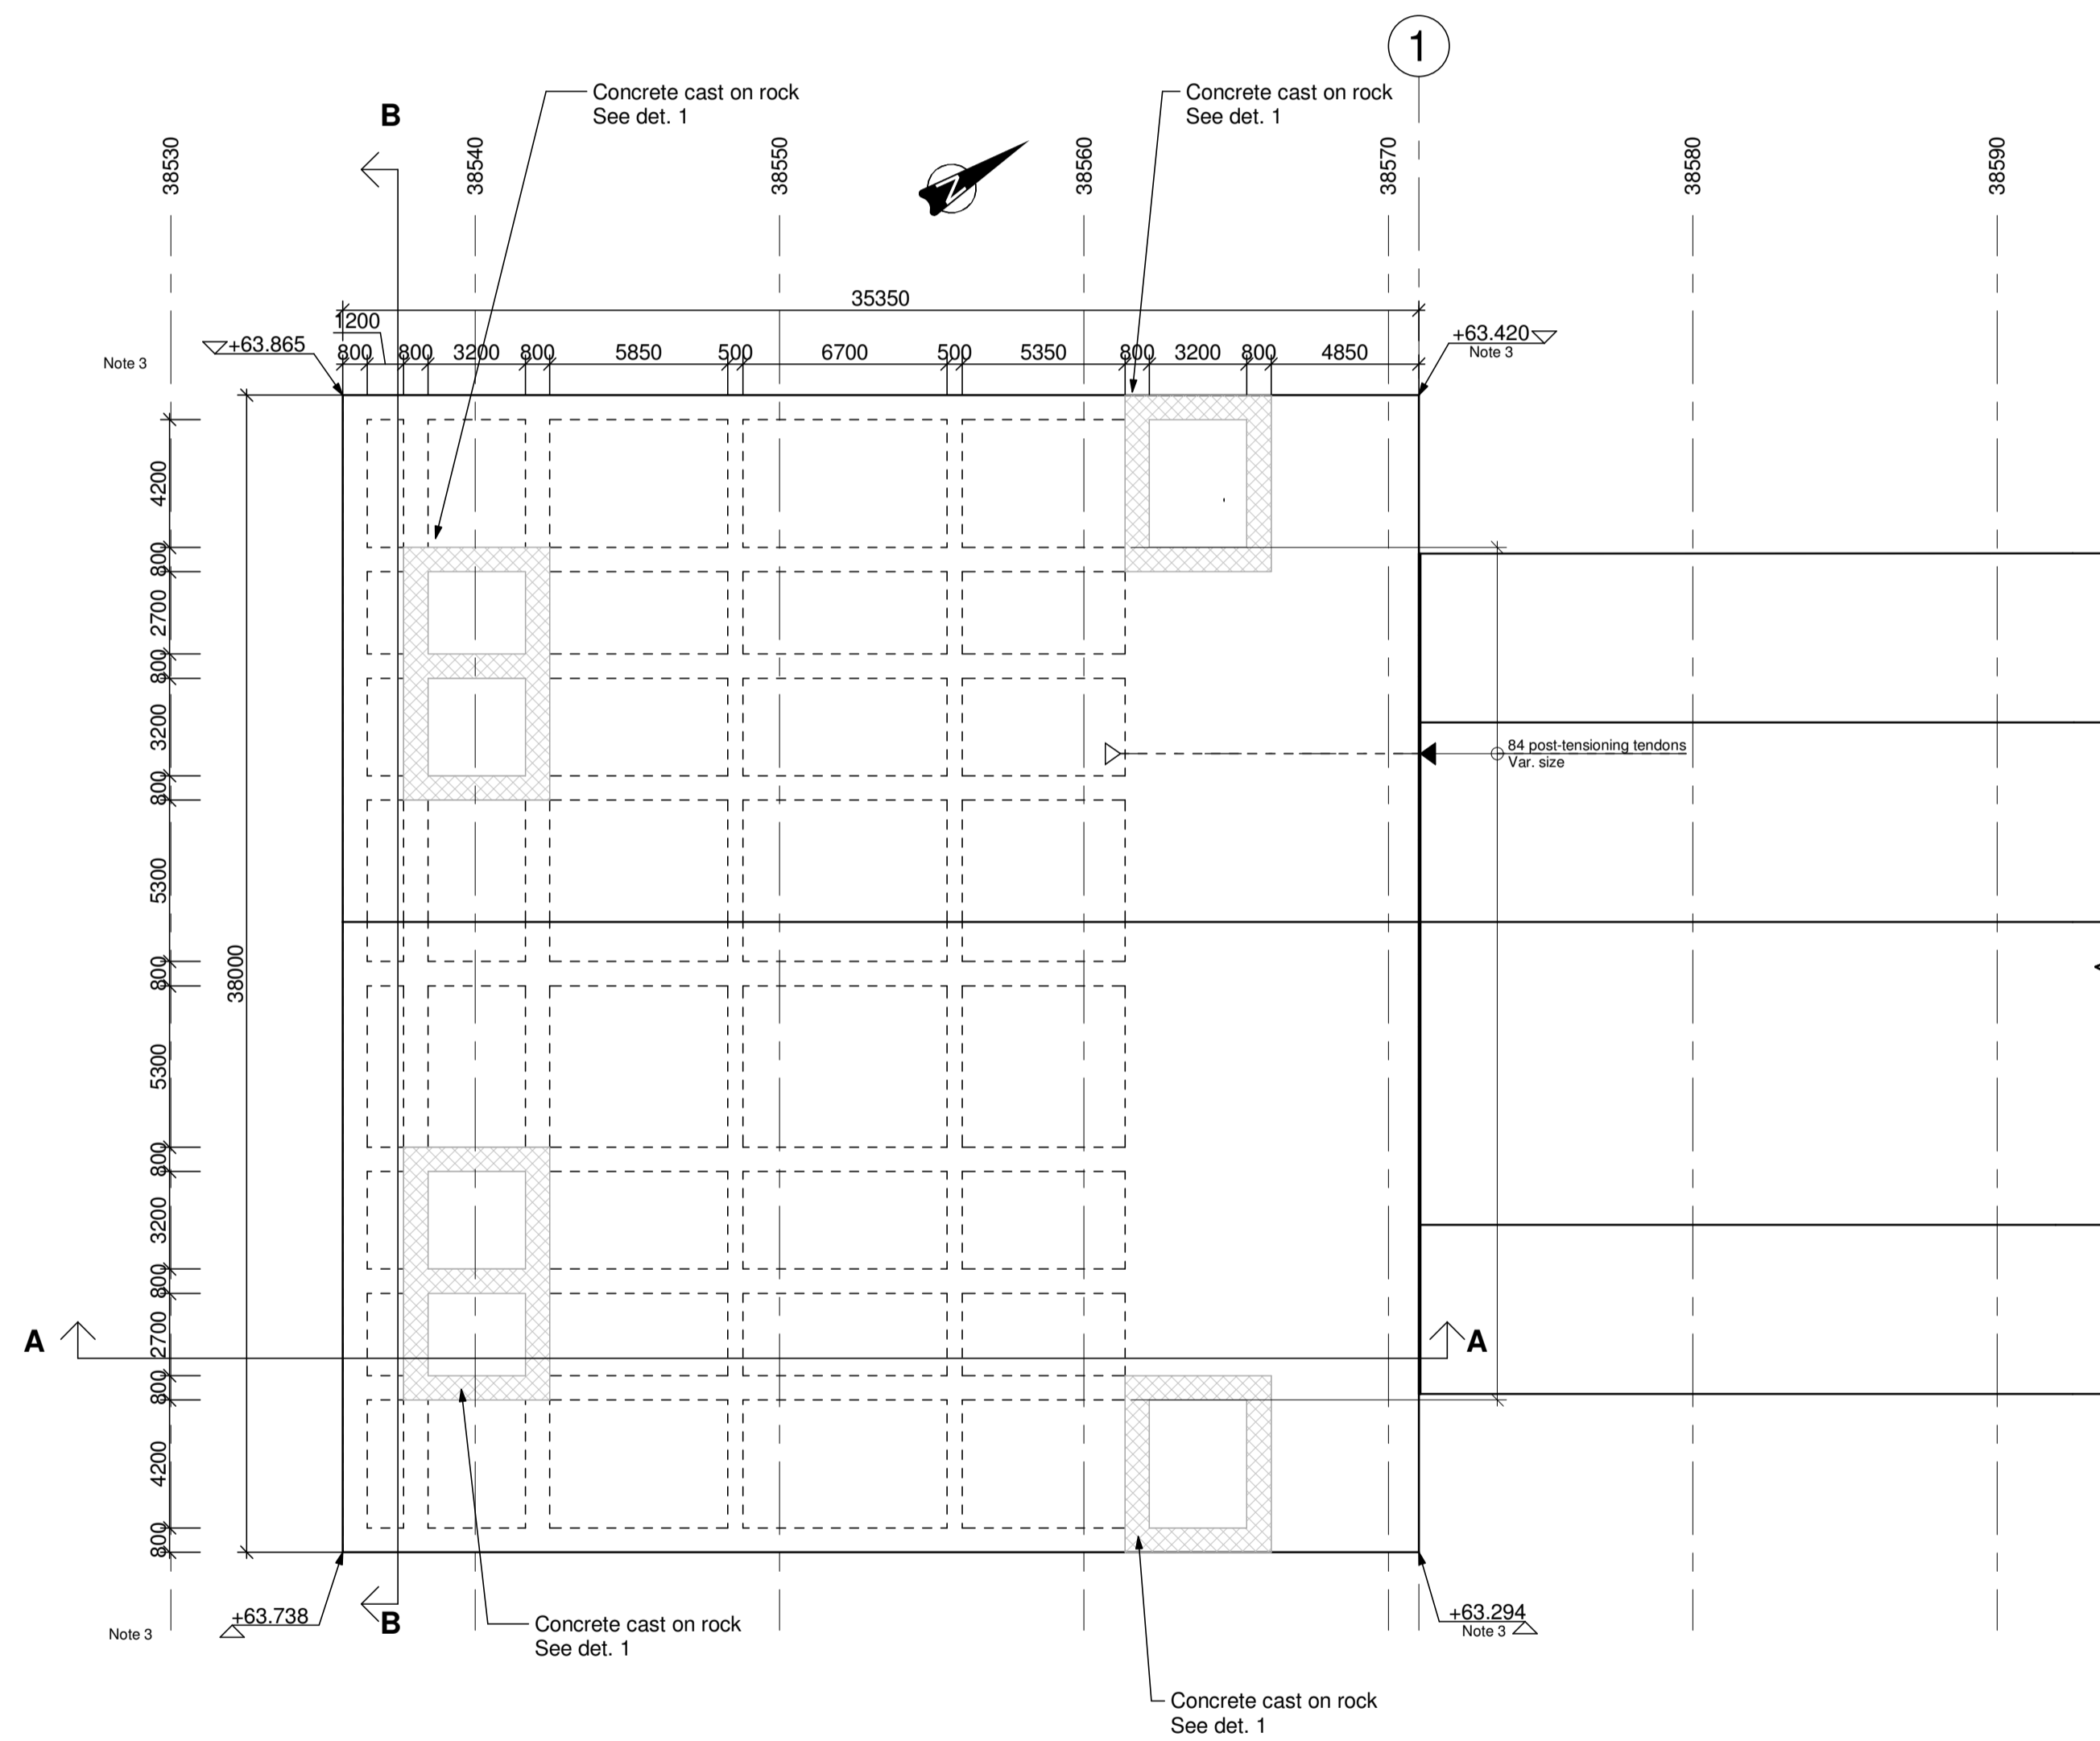 1
Concrete cast on rock
See det. 1
Concrete cast on rock
See det. 1
B
38530
38540
38550
38560
38570
38580
38590
N
35350
1200
+63.865
Note 3
+63.420
Note 3
800 800 3200 800 5850 500 6700 500 5350 800 3200 800 4850
4200
800
2700
800
3200
800
5300
800
5300
800
3200
800
2700
800
4200
800
38000
84 post-tensioning tendons
Var. size
A
A
+63.738
Note 3
B
+63.294
Note 3
Concrete cast on rock
See det. 1
Concrete cast on rock
See det. 1